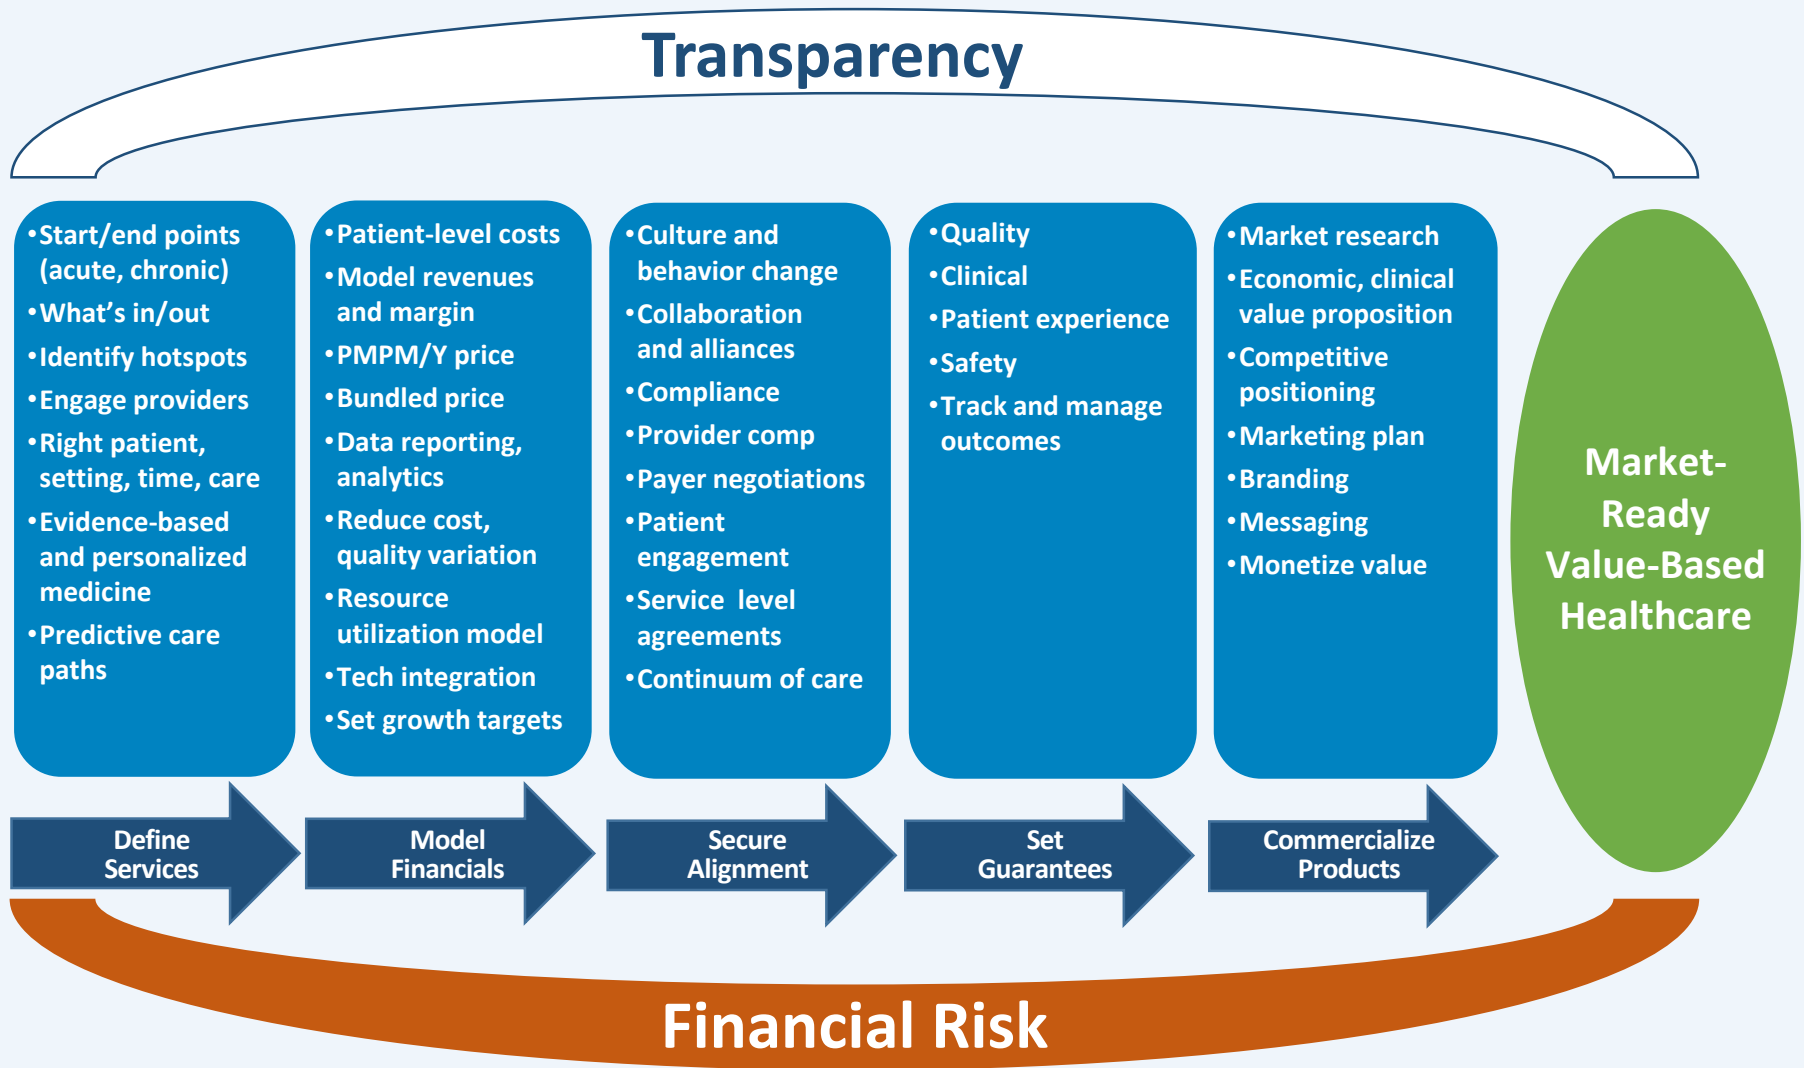 Transparency
•Start/end points
(acute, chronic)
•What’s in/out
•Identify hotspots
•Engage providers
•Right patient,
setting, time, care
•Evidence-based
and personalized
medicine
•Predictive care
paths
•Patient-level costs
•Model revenues
and margin
•PMPM/Y price
•Bundled price
•Data reporting,
analytics
•Reduce cost,
quality variation
•Resource
utilization model
•Tech integration
•Set growth targets
•Culture and
behavior change
•Collaboration
and alliances
•Compliance
•Provider comp
•Payer negotiations
•Patient
engagement
•Service level
agreements
•Continuum of care
•Quality
•Clinical
•Patient experience
•Safety
•Track and manage
outcomes
•Market research
•Economic, clinical
value proposition
•Competitive
positioning
•Marketing plan
•Branding
•Messaging
•Monetize value
Market-
Ready
Value-Based
Healthcare
Define
Services
Model
Financials
Secure
Alignment
Set
Guarantees
Commercialize
Products
Financial Risk